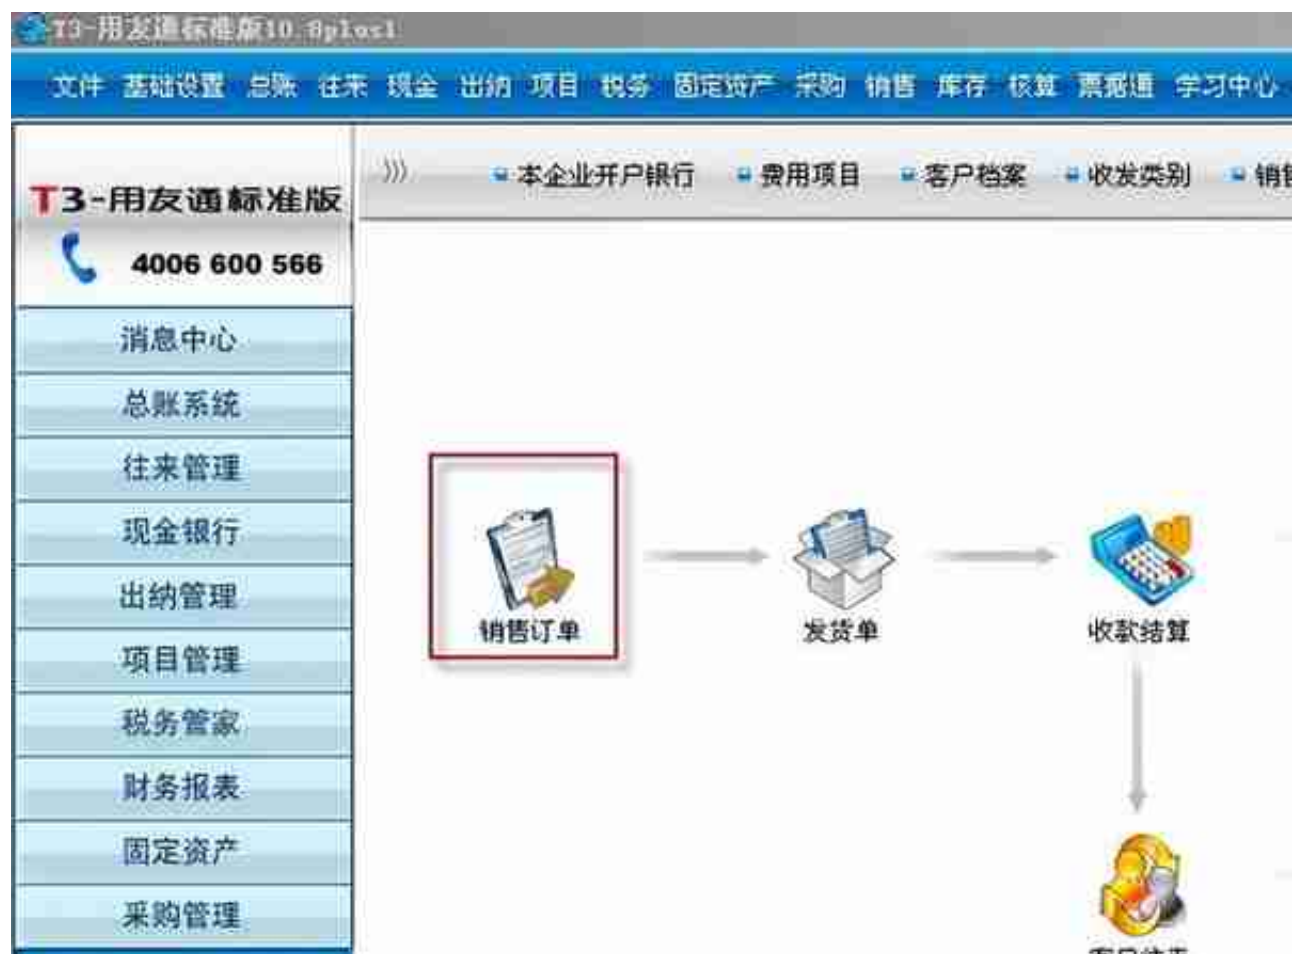 T3-用友通标准版10.8plus1
文件 基础设置 总账 往来 现金 出纳 项目 税务 固定资产 采购 销售 库存 核算 票据通 学习中心
本企业开户银行 费用项目 客户档案 收发类别 销售
T3-用友通标准版
4006 600 566
消息中心
总账系统
往来管理
现金银行
出纳管理
项目管理
税务管家
财务报表
固定资产
采购管理
销售订单 发货单 收款结算